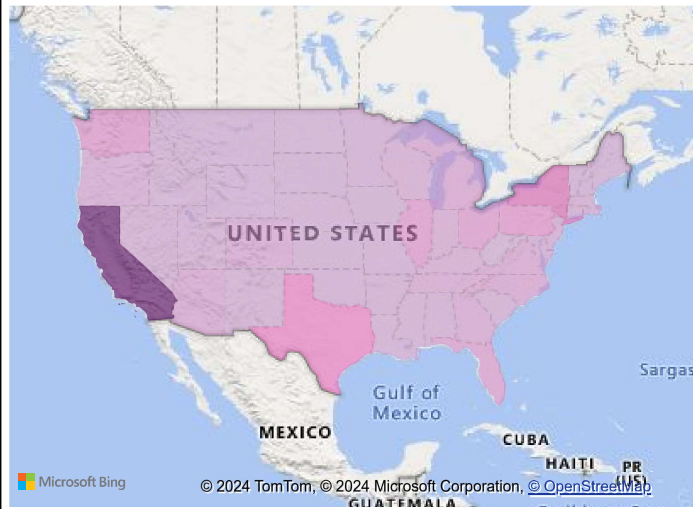 UNITED STATES
Sargas
Gulf of
Mexico
MEXICO
CUBA
HAITI
PR
(US)
Microsoft Bing
© 2024 TomTom, © 2024 Microsoft Corporation, © OpenStreetMap
GUATEMALA